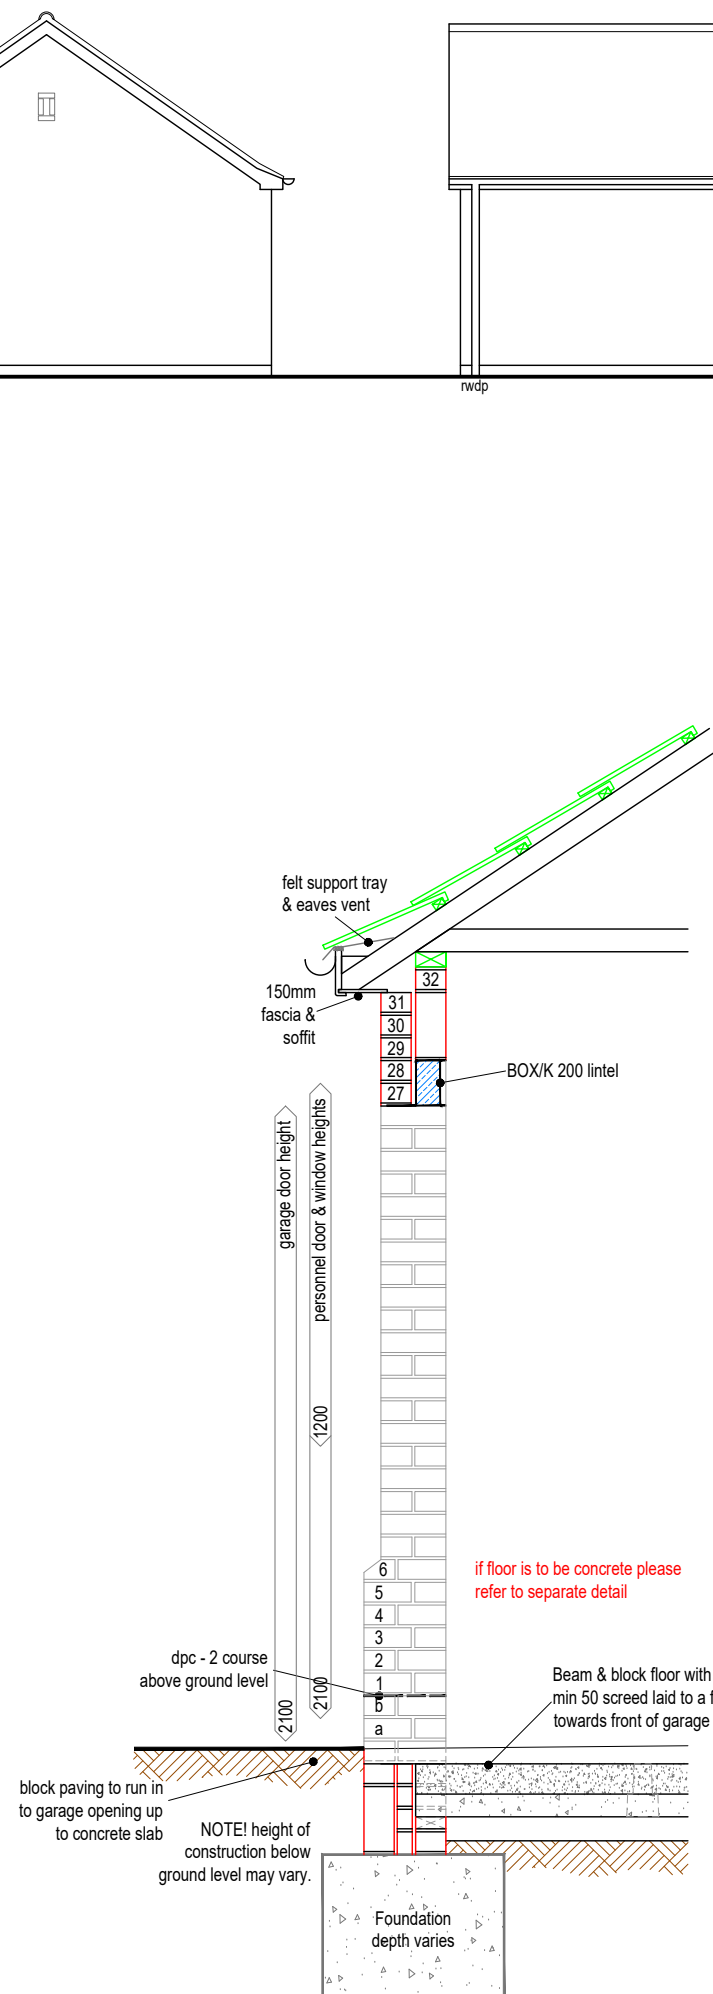 rwdp
felt support tray
& eaves vent
32
150mm
fascia &
soffit
31
30
29
28
27
BOX/K 200 lintel
garage door height
2100
personnel door & window heights
1200
2100
6
5
4
3
2
1
b
a
if floor is to be concrete please
refer to separate detail
dpc - 2 course
above ground level
Beam & block floor with
min 50 screed laid to a f
towards front of garage
block paving to run in
to garage opening up
to concrete slab
NOTE! height of
construction below
ground level may vary.
Foundation
depth varies